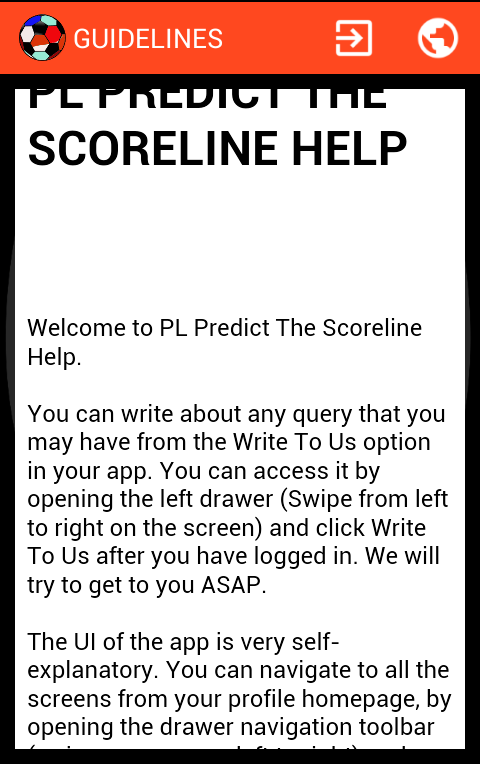 GUIDELINES
PL PREDICT THE
SCORELINE HELP
Welcome to PL Predict The Scoreline
Help.
You can write about any query that you
may have from the Write To Us option
in your app. You can access it by
opening the left drawer (Swipe from left
to right on the screen) and click Write
To Us after you have logged in. We will
try to get to you ASAP.
The UI of the app is very self-
explanatory. You can navigate to all the
screens from your profile homepage, by
opening the drawer navigation toolbar